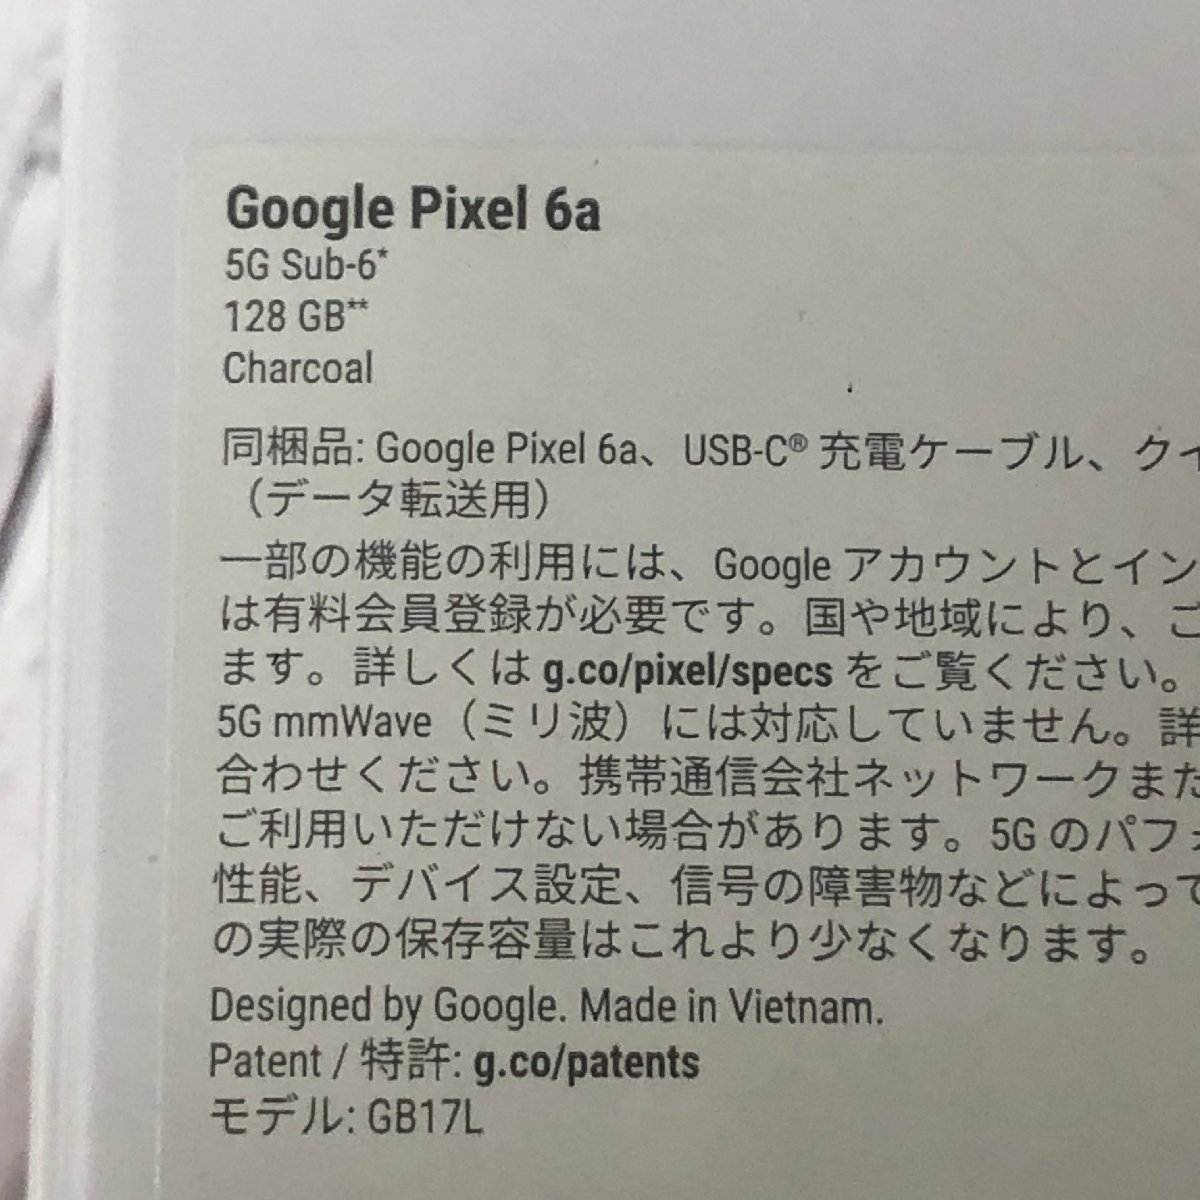 Google Pixel 6a
5G Sub-6*
128 GB**
Charcoal
同梱品: Google Pixel 6a、USB-C® 充電ケーブル、クイ
（データ転送用）
一部の機能の利用には、Google アカウントとイン
は有料会員登録が必要です。国や地域により、ご
ます。詳しくは g.co/pixel/specs をご覧ください。
5G mmWave（ミリ波）には対応していません。詳
合わせください。携帯通信会社ネットワークまた
ご利用いただけない場合があります。5G のパフォ
性能、デバイス設定、信号の障害物などによって
の実際の保存容量はこれより少なくなります。
Designed by Google. Made in Vietnam.
Patent / 特許: g.co/patents
モデル: GB17L